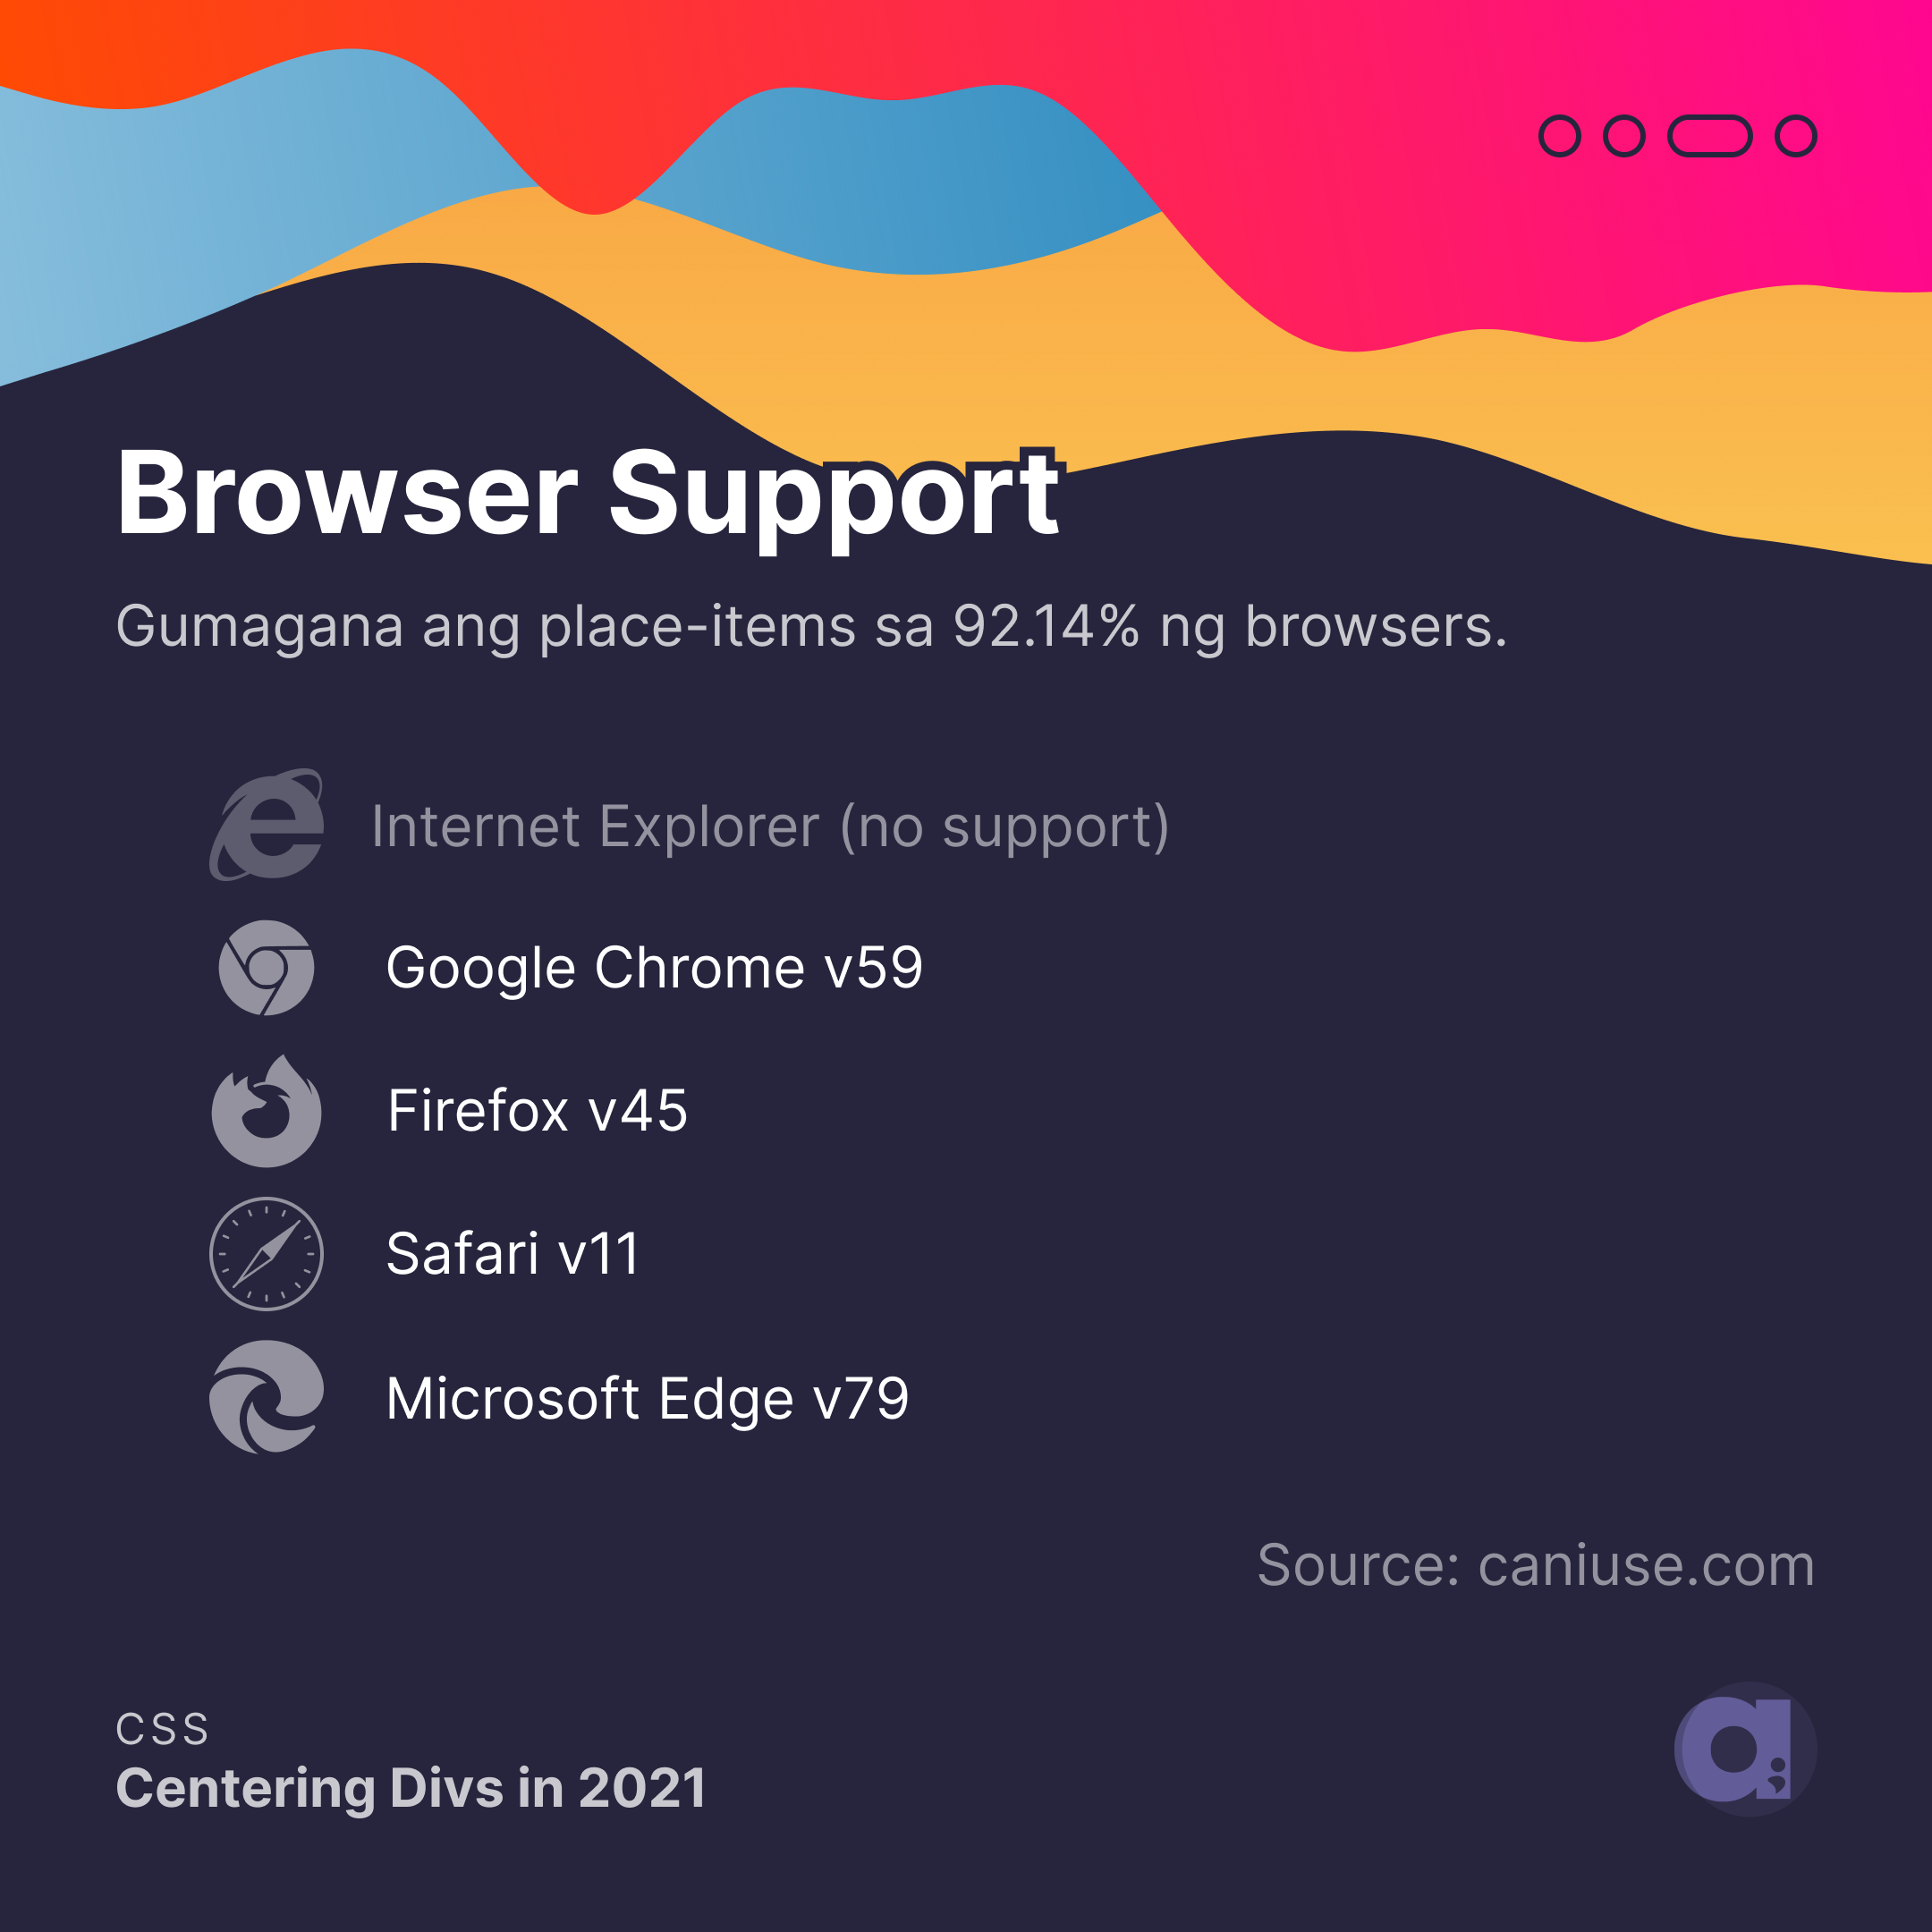 Browser Support
Gumagana ang place-items sa 92.14% ng browsers.
Internet Explorer (no support)
Google Chrome v59
Firefox v45
Safari v11
Microsoft Edge v79
Source: caniuse.com
CSS
Centering Divs in 2021